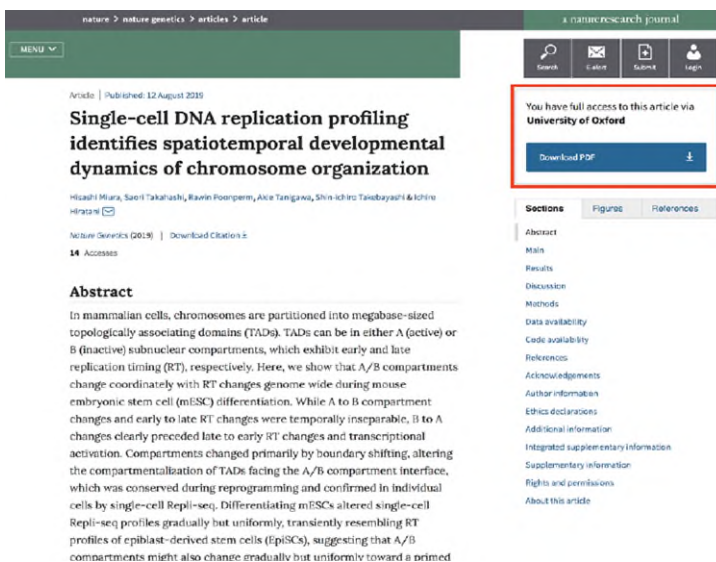 nature > nature genetics > articles > article
a natureresearch journal
MENU
Search
E-alert
Submit
Login
Article | Published: 12 August 2019
Single-cell DNA replication profiling
identifies spatiotemporal developmental
dynamics of chromosome organization
Hisashi Miura, Saori Takahashi, Rawin Poonperm, Akie Tanigawa, Shin-ichiro Takebayashi & Ichiro
Hiratani
Nature Genetics (2019) | Download Citation
14 Accesses
Abstract
In mammalian cells, chromosomes are partitioned into megabase-sized
topologically associating domains (TADs). TADs can be in either A (active) or
B (inactive) subnuclear compartments, which exhibit early and late
replication timing (RT), respectively. Here, we show that A/B compartments
change coordinately with RT changes genome wide during mouse
embryonic stem cell (mESC) differentiation. While A to B compartment
changes and early to late RT changes were temporally inseparable, B to A
changes clearly preceded late to early RT changes and transcriptional
activation. Compartments changed primarily by boundary shifting, altering
the compartmentalization of TADs facing the A/B compartment interface,
which was conserved during reprogramming and confirmed in individual
cells by single-cell Repli-seq. Differentiating mESCs altered single-cell
Repli-seq profiles gradually but uniformly, transiently resembling RT
profiles of epiblast-derived stem cells (EpiSCs), suggesting that A/B
compartments might also change gradually but uniformly toward a primed
You have full access to this article via
University of Oxford
Download PDF
Sections
Figures
References
Abstract
Main
Results
Discussion
Methods
Data availability
Code availability
References
Acknowledgements
Author information
Ethics declarations
Additional information
Integrated supplementary information
Supplementary information
Rights and permissions
About this article